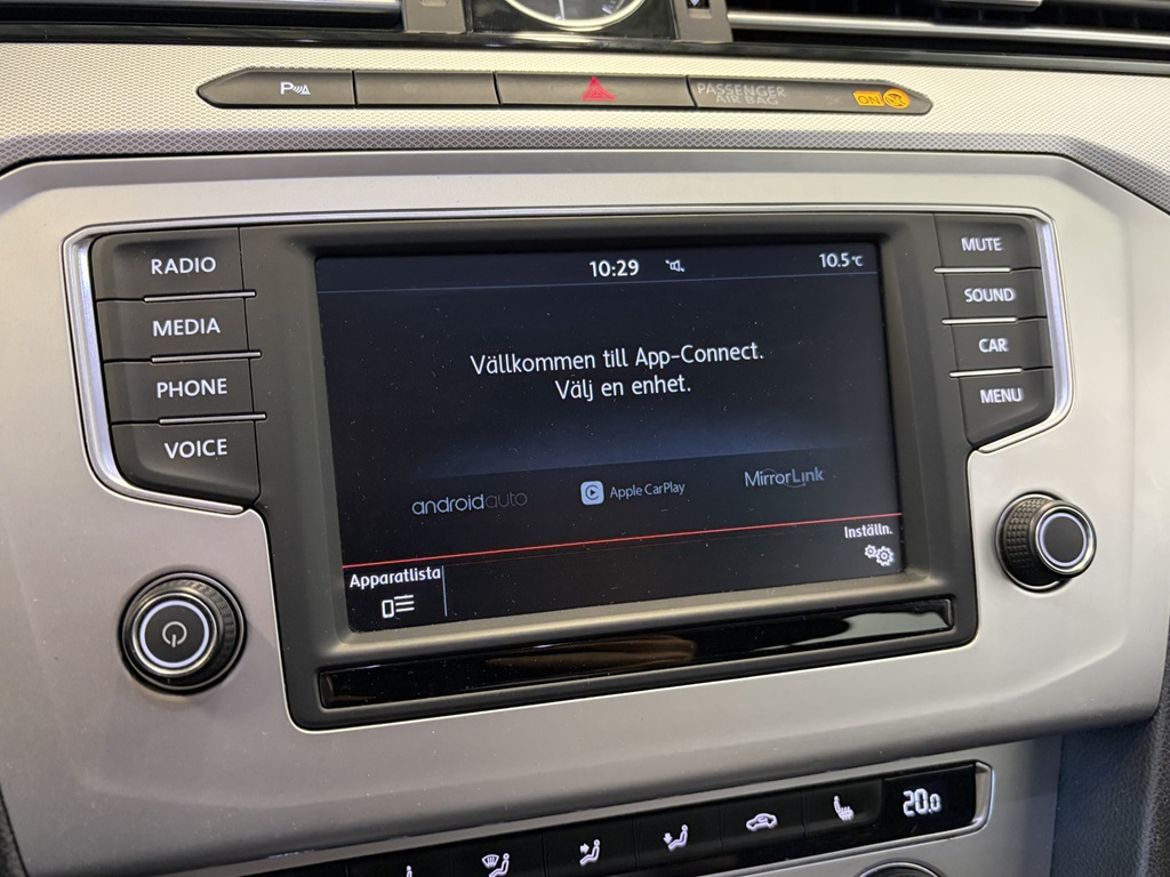 PASSENGER
AIR BAG
ON
RADIO
MEDIA
PHONE
VOICE
10:29
10.5°C
Vällkommen till App-Connect.
Välj en enhet.
androidauto
Apple CarPlay
MirrorLink
Inställn.
Apparatlista
MUTE
SOUND
CAR
MENU
20.0